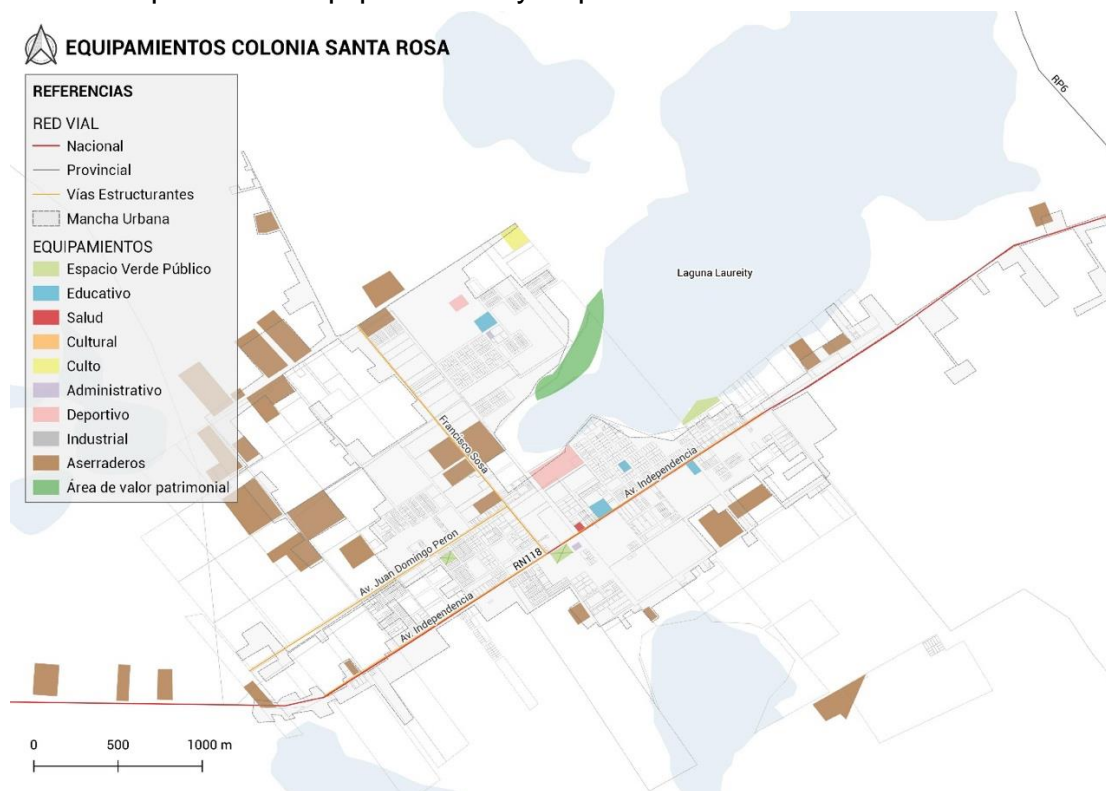 EQUIPAMIENTOS COLONIA SANTA ROSA
REFERENCIAS
RED VIAL
Nacional
Provincial
Vías Estructurantes
Mancha Urbana
EQUIPAMIENTOS
Espacio Verde Público
Educativo
Salud
Cultural
Culto
Administrativo
Deportivo
Industrial
Aserraderos
Área de valor patrimonial
RP6
Laguna Laureity
Francisco Sosa
Av. Independencia
Av. Juan Domingo Peron
RN118
Av. Independencia
0 500 1000 m